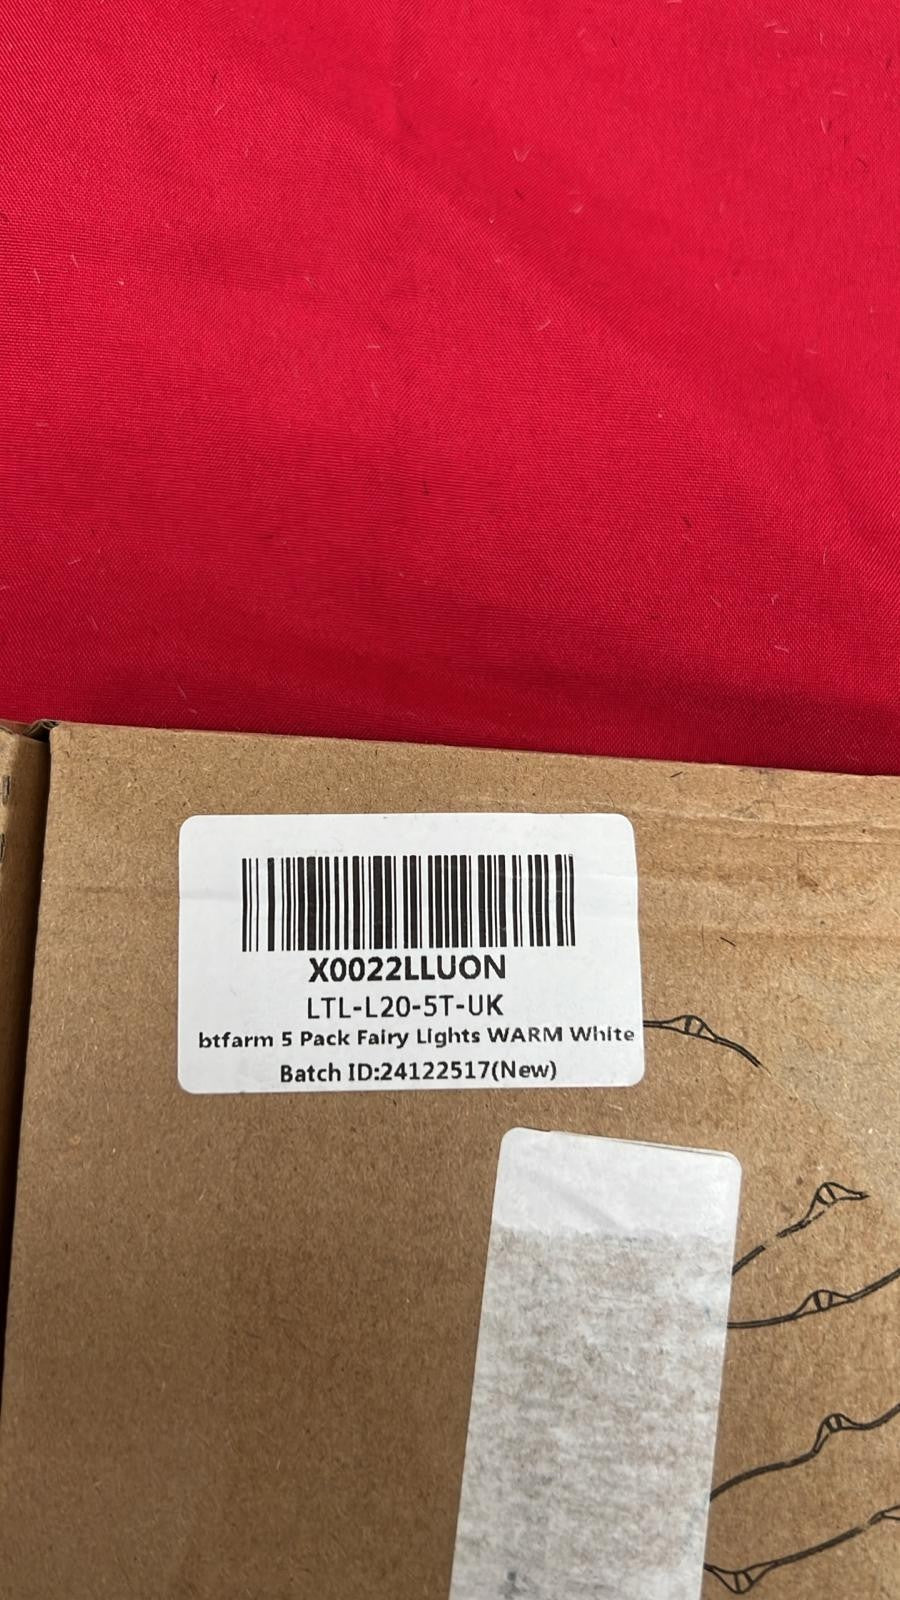 X0022LLUON
LTL-L20-5T-UK
btfarm 5 Pack Fairy Lights WARM White
Batch ID:24122517(New)